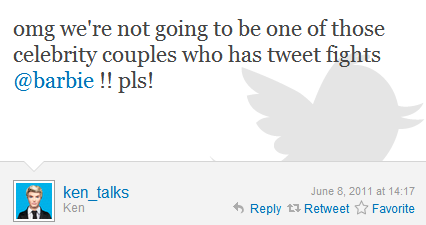 omg we're not going to be one of those
celebrity couples who has tweet fights
@barbie !! pls!
ken_talks
Ken
June 8, 2011 at 14:17
Reply Retweet Favorite